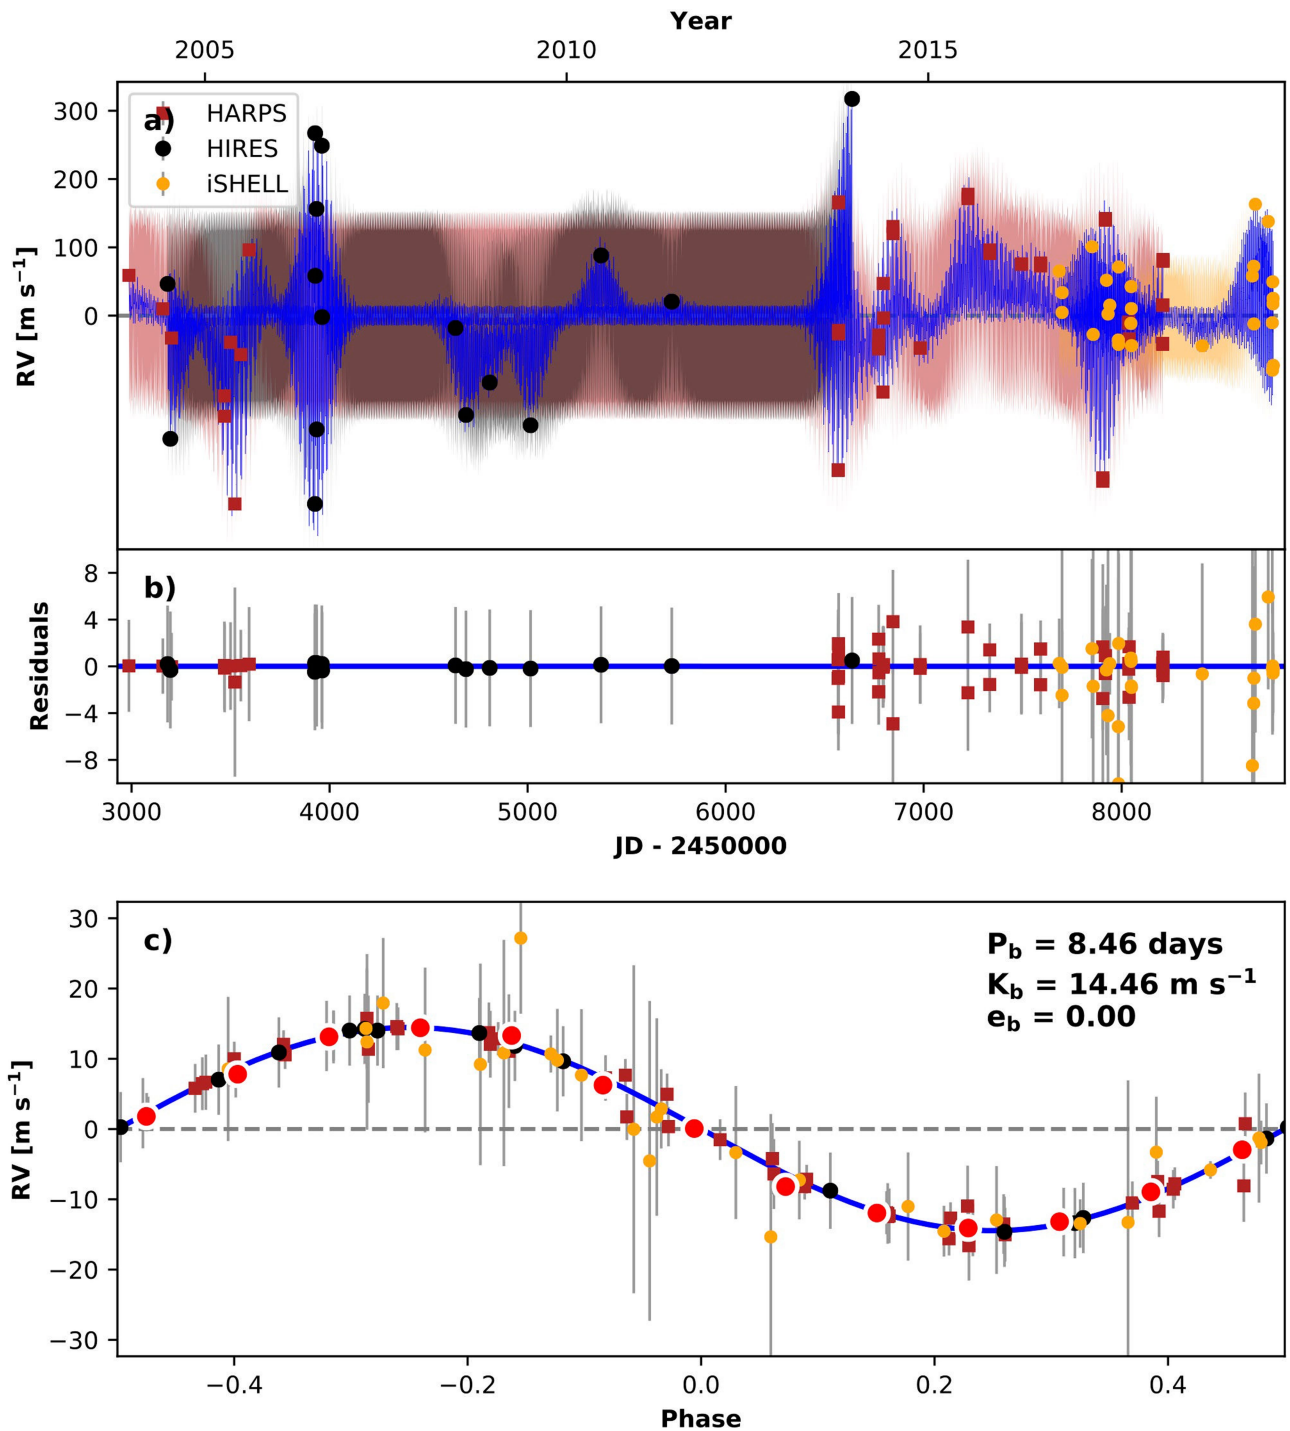 Year
2005 2010 2015
a)
HARPS
HIRES
iSHELL
300
200
100
0
RV [m s⁻¹]
b)
8
4
0
−4
−8
Residuals
3000 4000 5000 6000 7000 8000
JD - 2450000
c)
P_b = 8.46 days
K_b = 14.46 m s⁻¹
e_b = 0.00
30
20
10
0
−10
−20
−30
RV [m s⁻¹]
−0.4 −0.2 0.0 0.2 0.4
Phase